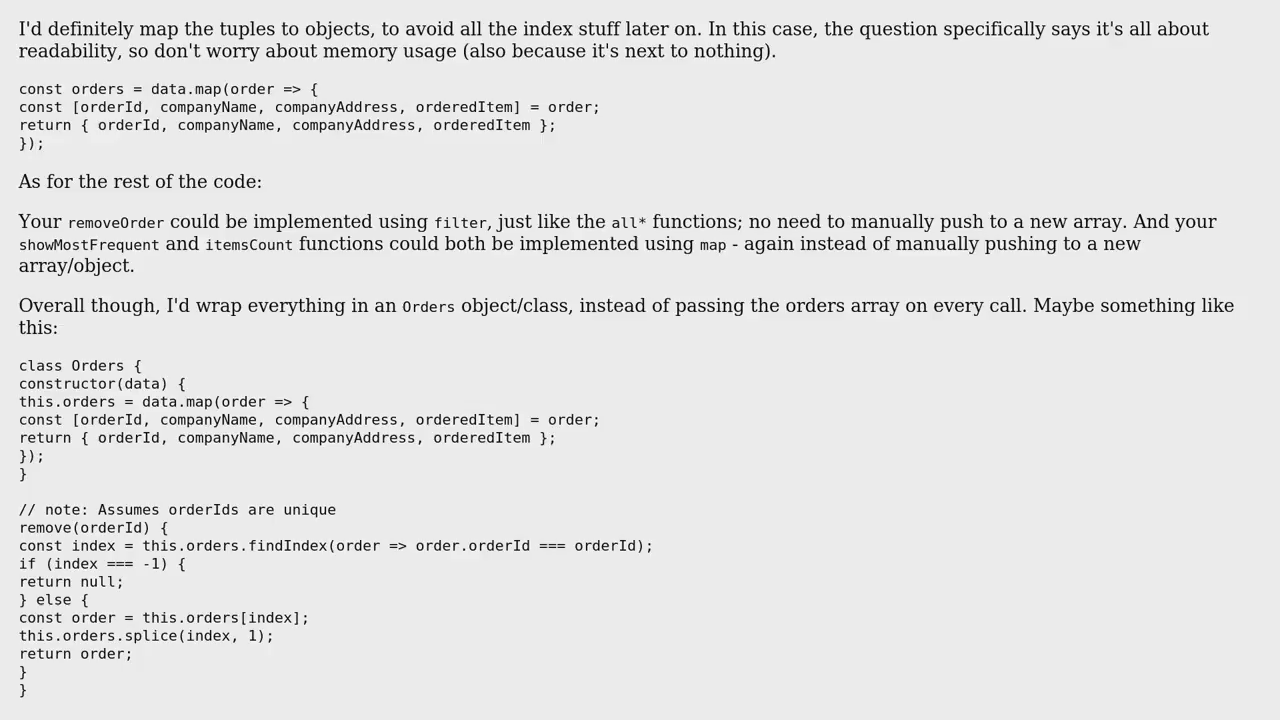 I'd definitely map the tuples to objects, to avoid all the index stuff later on. In this case, the question specifically says it's all about
readability, so don't worry about memory usage (also because it's next to nothing).
const orders = data.map(order => {
const [orderId, companyName, companyAddress, orderedItem] = order;
return { orderId, companyName, companyAddress, orderedItem };
});
As for the rest of the code:
Your removeOrder could be implemented using filter, just like the all* functions; no need to manually push to a new array. And your
showMostFrequent and itemsCount functions could both be implemented using map - again instead of manually pushing to a new
array/object.
Overall though, I'd wrap everything in an Orders object/class, instead of passing the orders array on every call. Maybe something like
this:
class Orders {
constructor(data) {
this.orders = data.map(order => {
const [orderId, companyName, companyAddress, orderedItem] = order;
return { orderId, companyName, companyAddress, orderedItem };
});
}
// note: Assumes orderIds are unique
remove(orderId) {
const index = this.orders.findIndex(order => order.orderId === orderId);
if (index === -1) {
return null;
} else {
const order = this.orders[index];
this.orders.splice(index, 1);
return order;
}
}